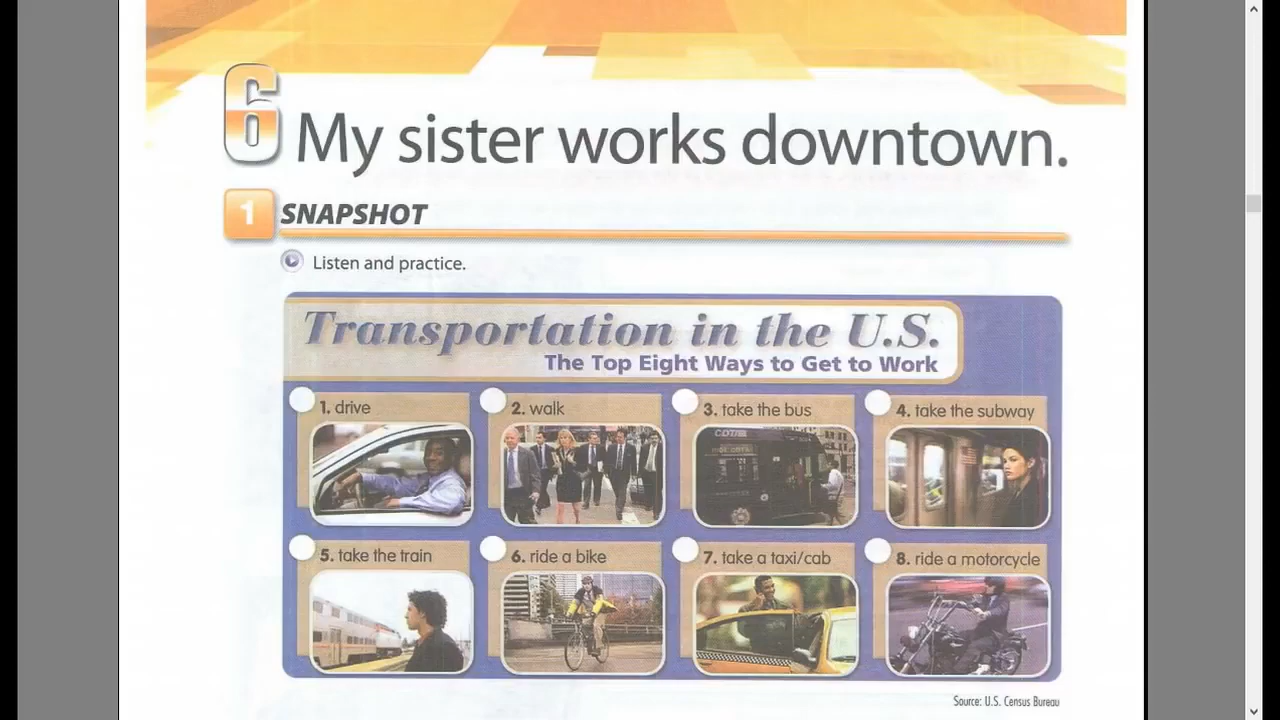 6 My sister works downtown.
1 SNAPSHOT
Listen and practice.
Transportation in the U.S.
The Top Eight Ways to Get to Work
1. drive
2. walk
3. take the bus
4. take the subway
5. take the train
6. ride a bike
7. take a taxi/cab
8. ride a motorcycle
Source: U.S. Census Bureau